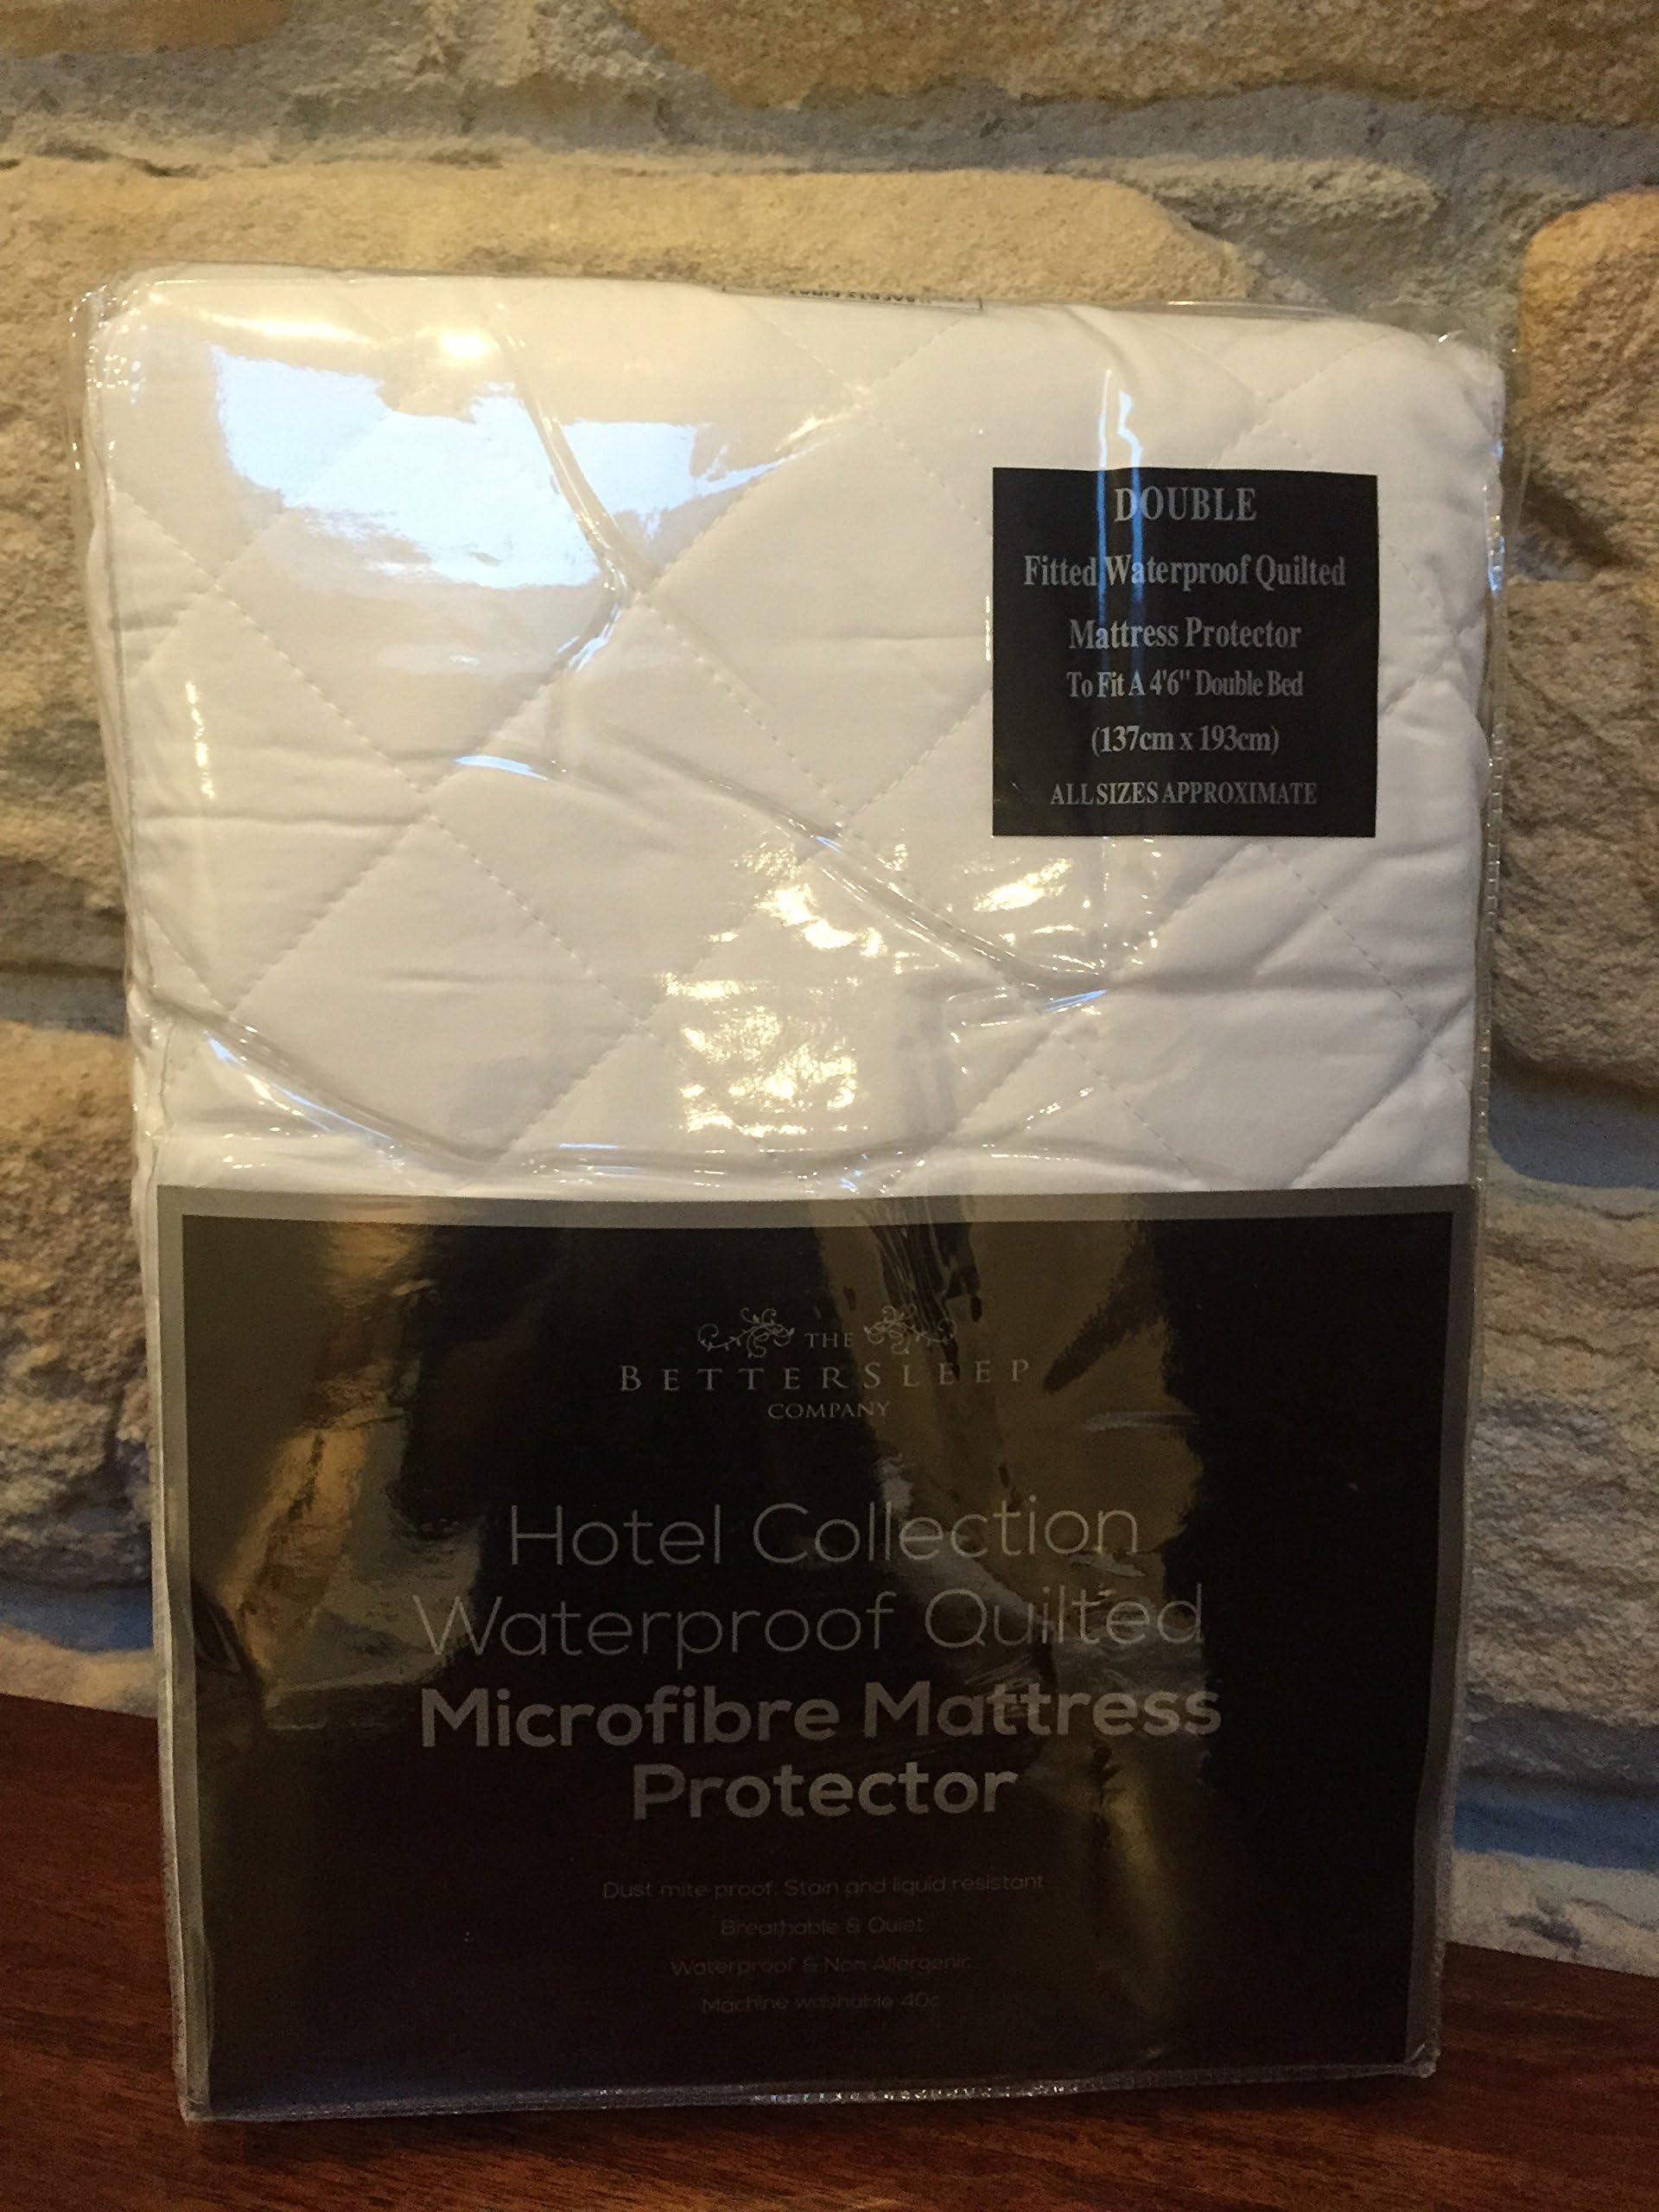 DOUBLE
Fitted Waterproof Quilted
Mattress Protector
To Fit A 4'6" Double Bed
(137cm x 193cm)
ALL SIZES APPROXIMATE
THE
BETTERSLEEP
COMPANY
Hotel Collection
Waterproof Quilted
Microfibre Mattress
Protector
Dust mite proof. Stain and liquid resistant
Breathable & Quiet
Waterproof & Non Allergenic
Machine washable 40c